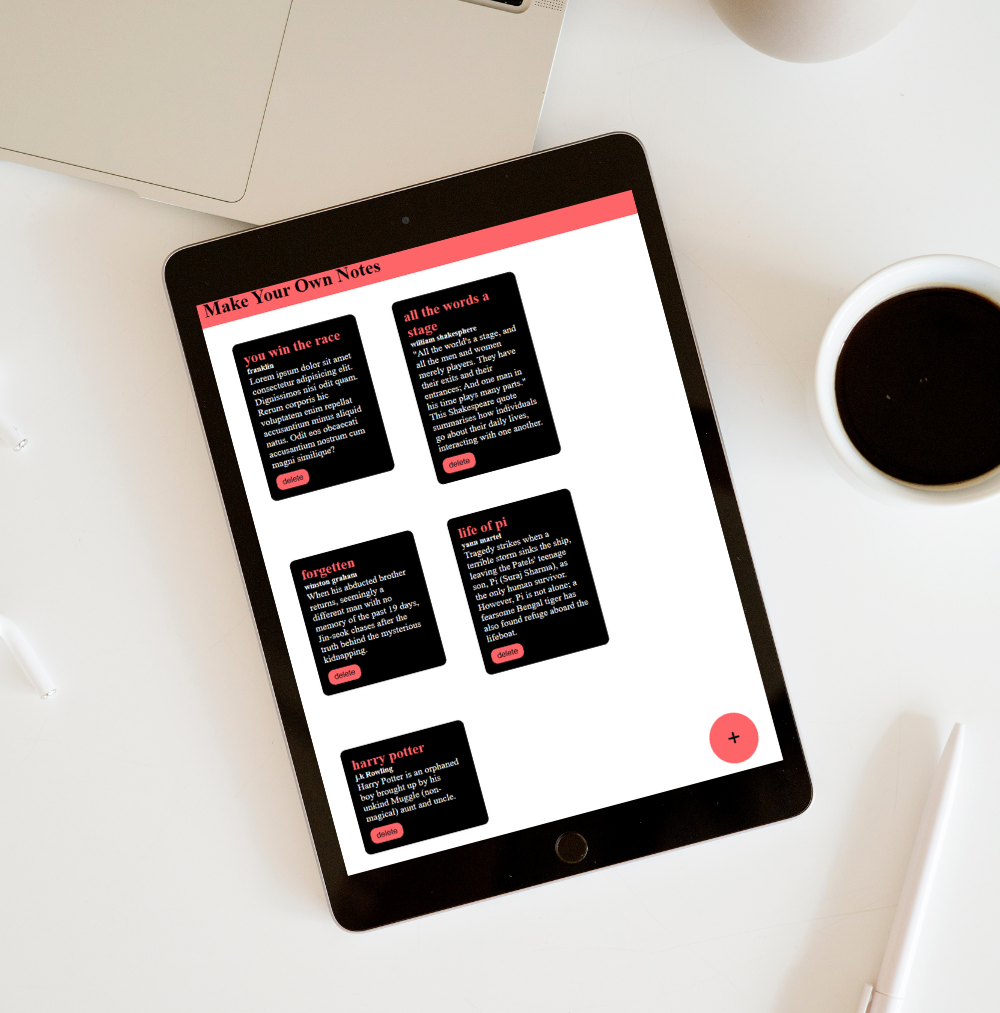 Make Your Own Notes
you win the race
franklin
Lorem ipsum dolor sit amet
consectetur adipisicing elit.
Dignissimos nisi odit quam.
Rerum corporis hic
voluptatem enim repellat
accusantium minus aliquid
natus. Odit eos obcaecati
accusantium nostrum cum
magni similique?
delete
all the words a
stage
william shakesphere
"All the world's a stage, and
all the men and women
merely players. They have
their exits and their
entrances; And one man in
his time plays many parts."
This Shakespeare quote
summarises how individuals
go about their daily lives,
interacting with one another.
delete
forgetten
winston graham
When his abducted brother
returns, seemingly a
different man with no
memory of the past 19 days,
Jin-seok chases after the
truth behind the mysterious
kidnapping.
delete
life of pi
yann martel
Tragedy strikes when a
terrible storm sinks the ship,
leaving the Patels' teenage
son, Pi (Suraj Sharma), as
the only human survivor.
However, Pi is not alone; a
fearsome Bengal tiger has
also found refuge aboard the
lifeboat.
delete
harry potter
j.k Rowling
Harry Potter is an orphaned
boy brought up by his
unkind Muggle (non-
magical) aunt and uncle.
delete
+